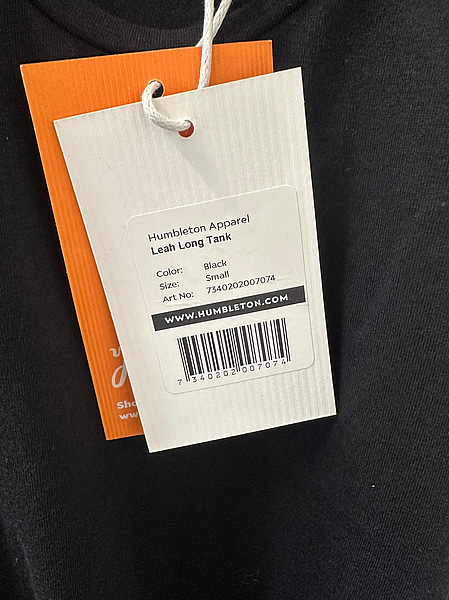 Humbleton Apparel
Leah Long Tank
Color: Black
Size: Small
Art No: 7340202007074
WWW.HUMBLETON.COM
7 340202 007074